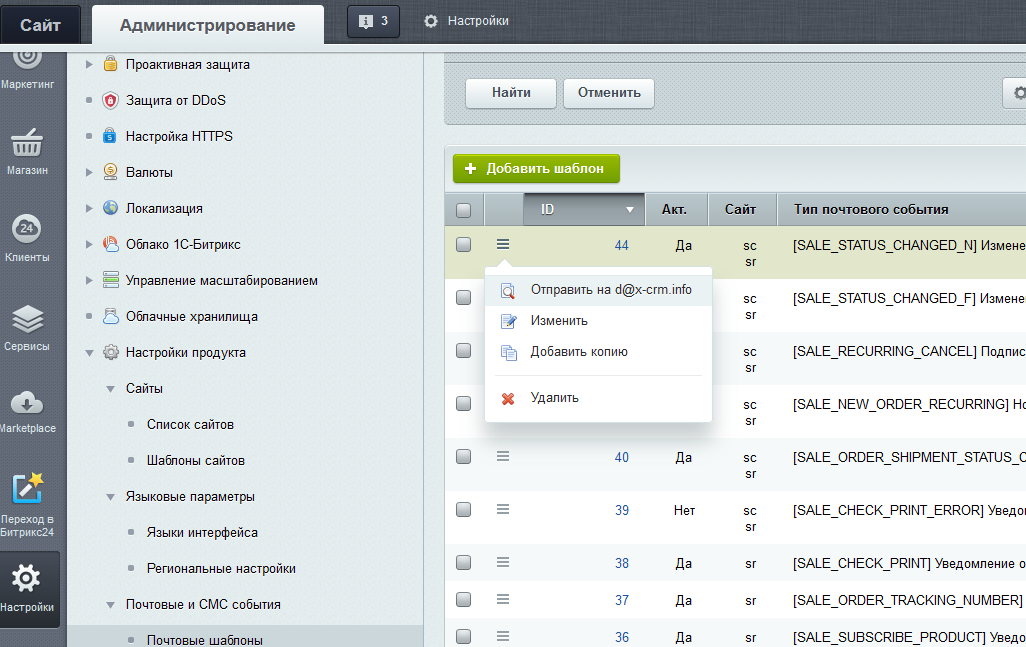 Сайт
Администрирование
3
Настройки
Маркетинг
Магазин
24
Клиенты
Сервисы
Marketplace
Переход в
Битрикс24
Настройки
Проактивная защита
Защита от DDoS
Настройка HTTPS
Валюты
Локализация
Облако 1С-Битрикс
Управление масштабированием
Облачные хранилища
Настройки продукта
Сайты
Список сайтов
Шаблоны сайтов
Языковые параметры
Языки интерфейса
Региональные настройки
Почтовые и СМС события
Почтовые шаблоны
Найти Отменить
+ Добавить шаблон
ID Акт. Сайт Тип почтового события
44 Да sc [SALE_STATUS_CHANGED_N] Измене
sr
Отправить на d@x-crm.info
Изменить
Добавить копию
Удалить
sc [SALE_STATUS_CHANGED_F] Измене
sr
sc [SALE_RECURRING_CANCEL] Подпис
sr
sc [SALE_NEW_ORDER_RECURRING] Но
sr
40 Да sc [SALE_ORDER_SHIPMENT_STATUS_C
sr
39 Нет sc [SALE_CHECK_PRINT_ERROR] Уведо
sr
38 Да sr [SALE_CHECK_PRINT] Уведомление о
37 Да sr [SALE_ORDER_TRACKING_NUMBER]
36 Да sr [SALE_SUBSCRIBE_PRODUCT] Уведо